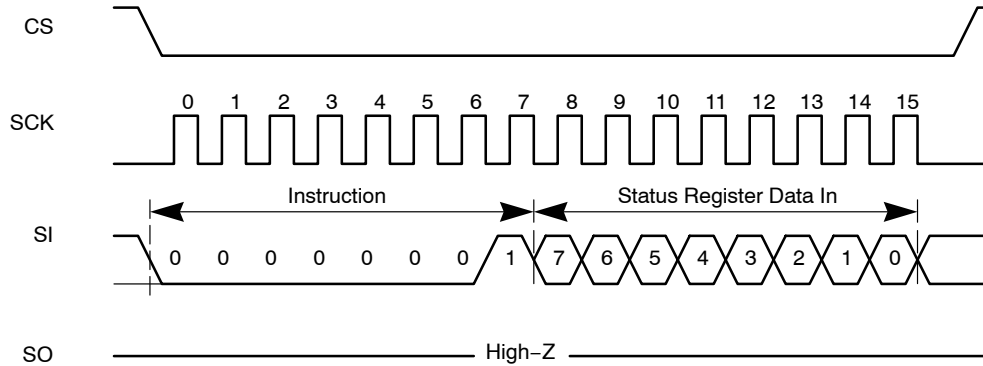 CS
0 1 2 3 4 5 6 7 8 9 10 11 12 13 14 15
SCK
Instruction Status Register Data In
SI
0 0 0 0 0 0 0 1 7 6 5 4 3 2 1 0
SO High−Z